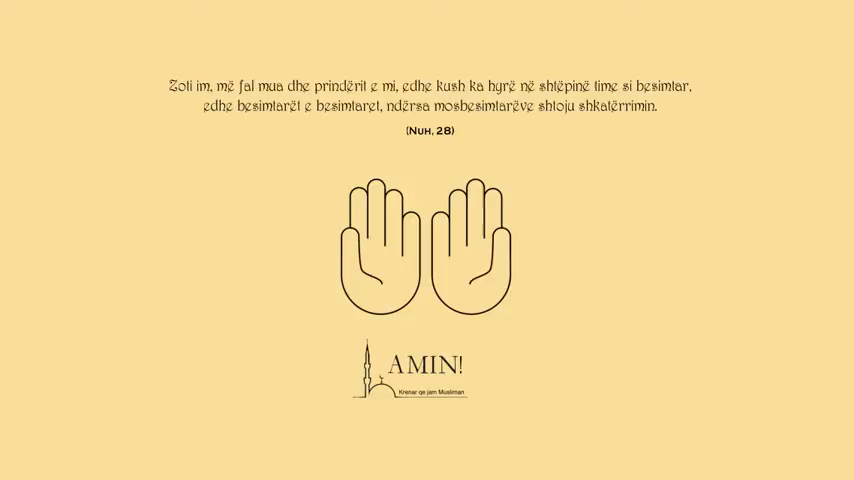 Zoti im, më fal mua dhe prindërit e mi, edhe kush ka hyrë në shtëpinë time si besimtar,
edhe besimtarët e besimtaret, ndërsa mosbesimtarëve shtoju shkatërrimin.
(Nuh, 28)
AMIN!
Krenar qe jam Musliman